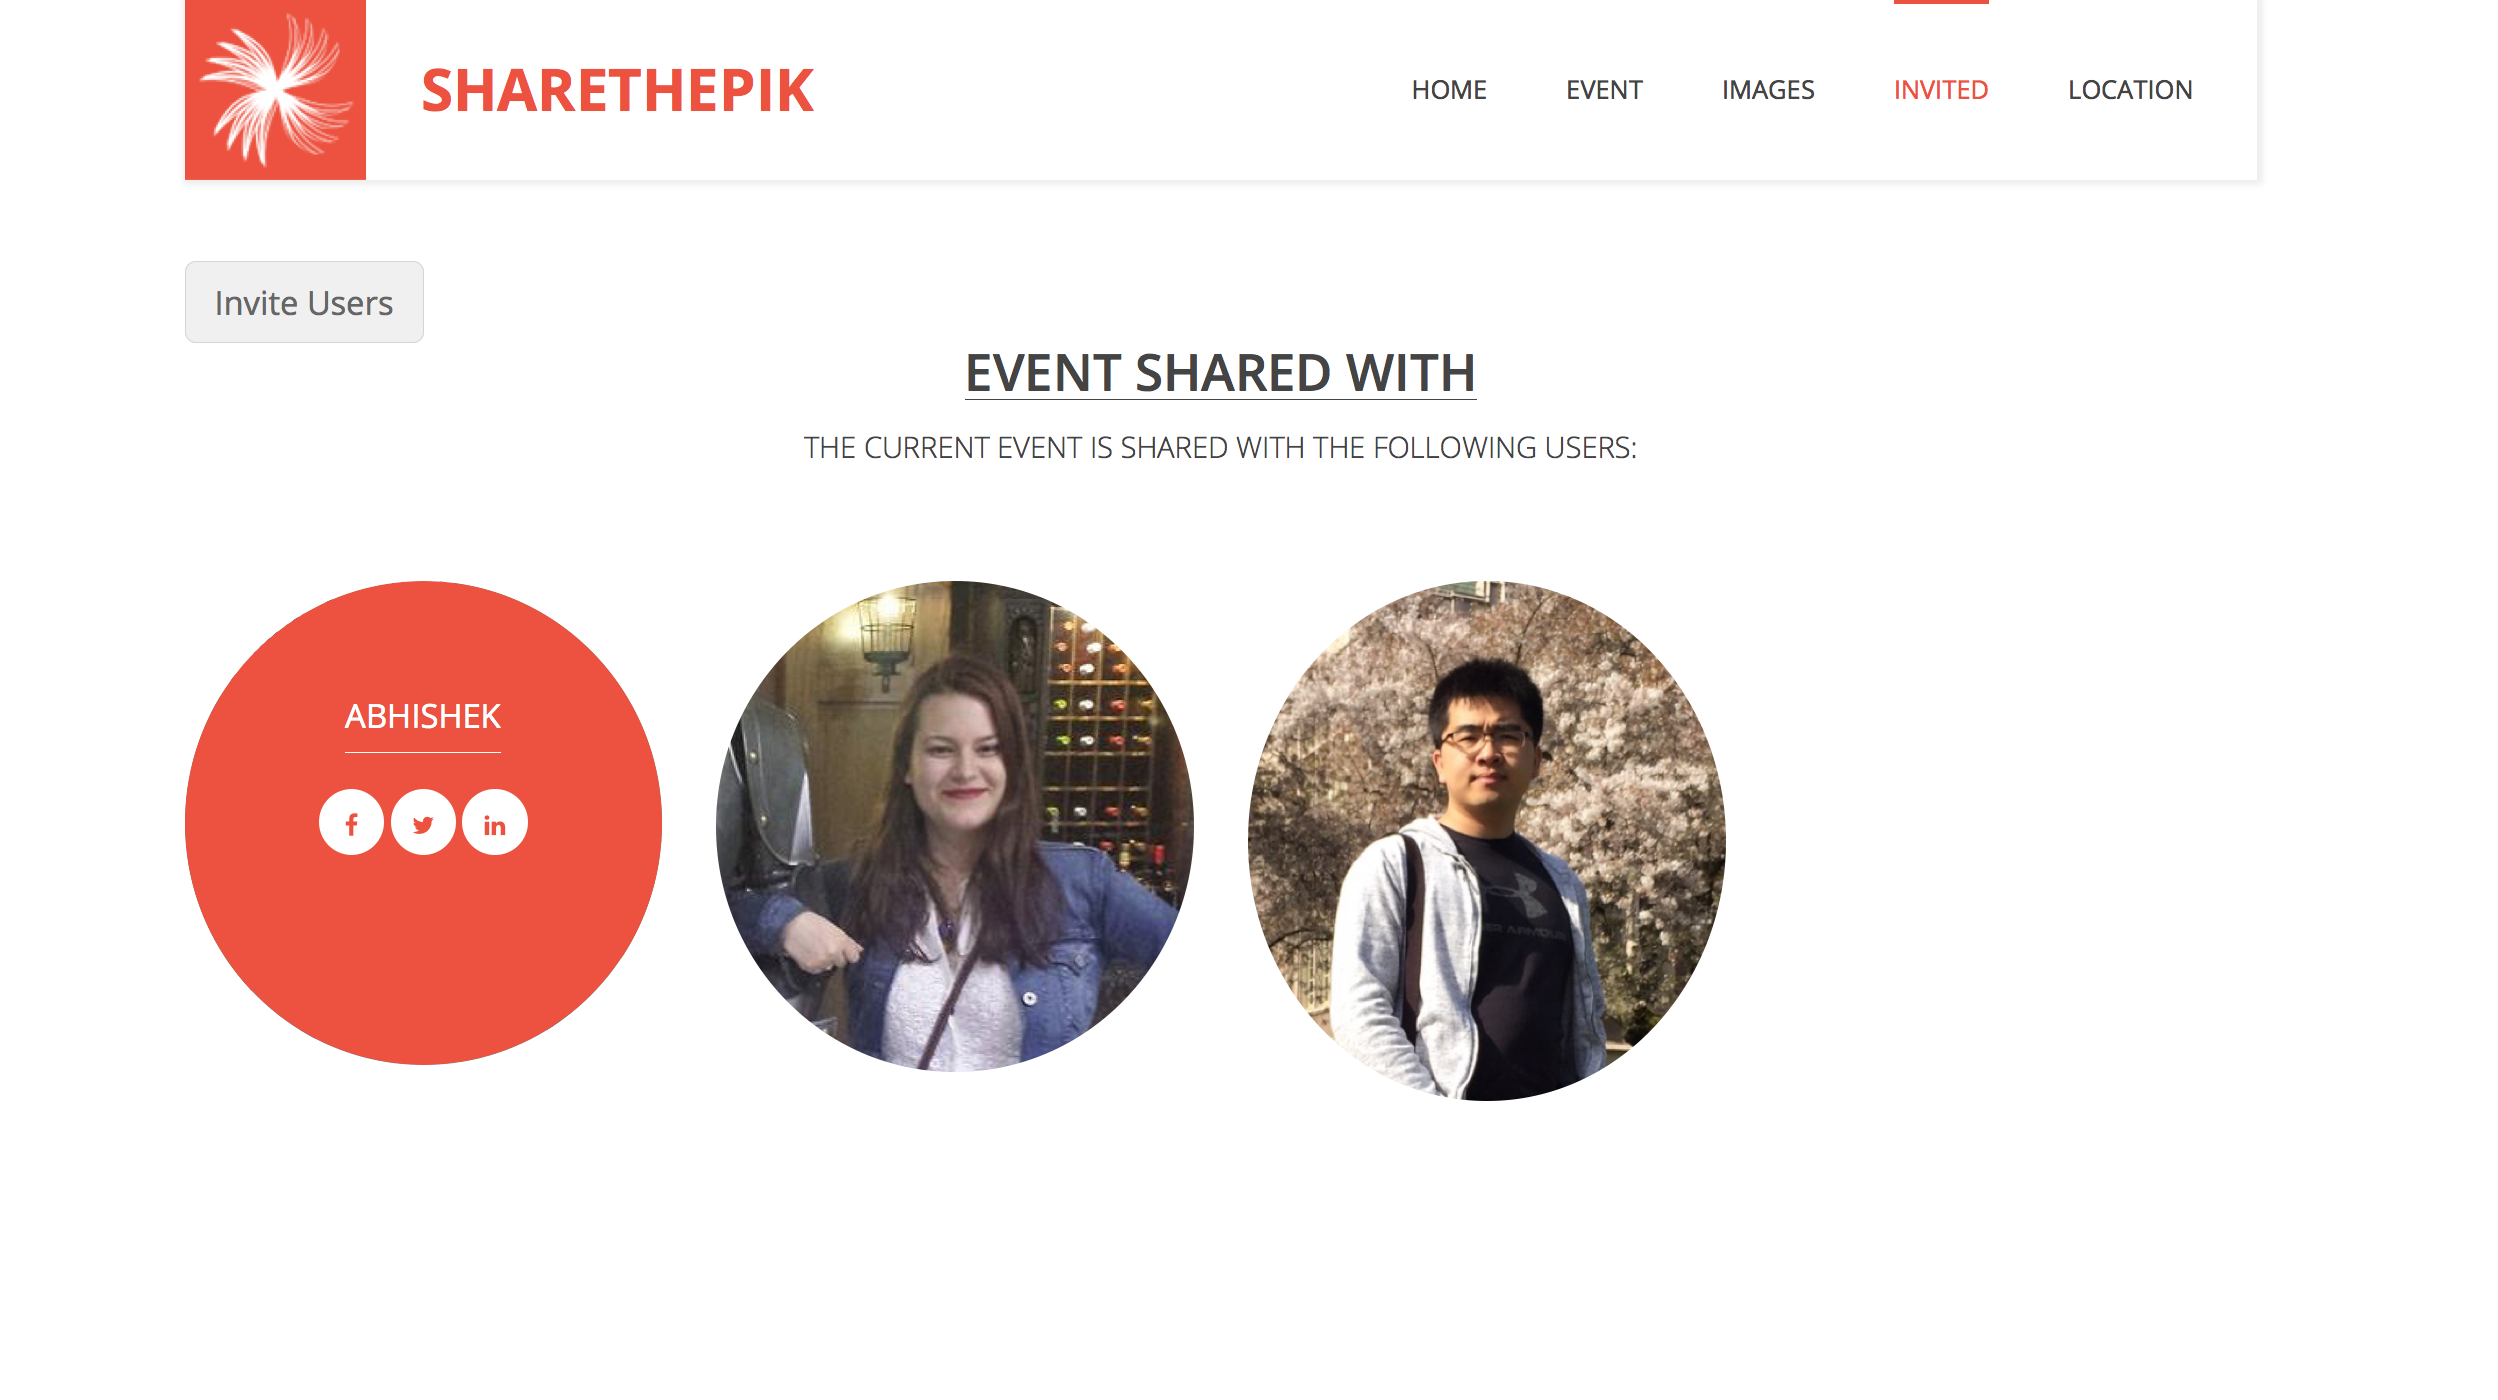 SHARETHEPIK
HOME EVENT IMAGES INVITED LOCATION
Invite Users
EVENT SHARED WITH
THE CURRENT EVENT IS SHARED WITH THE FOLLOWING USERS:
ABHISHEK
f in
ARMOUR